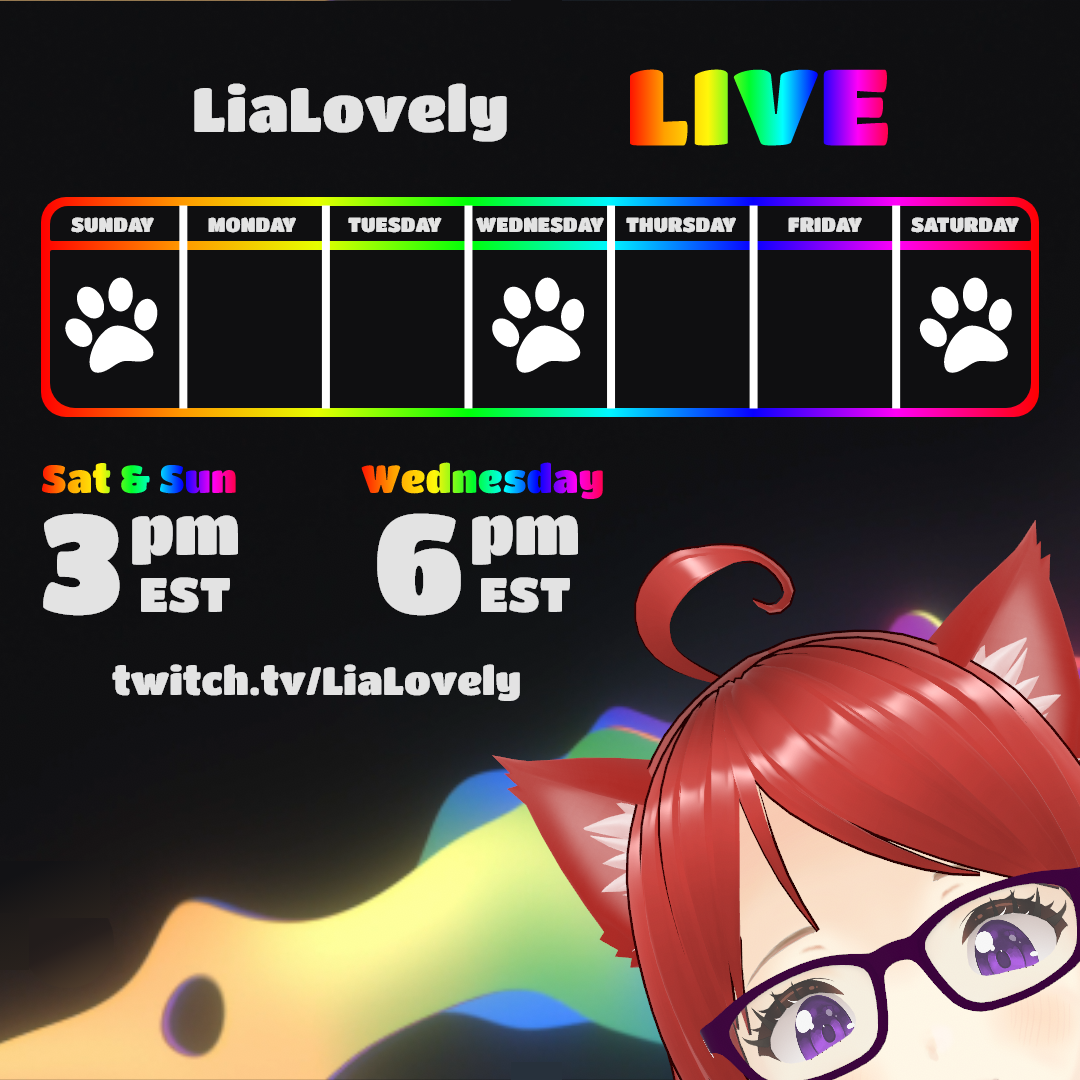 LiaLovely LIVE
SUNDAY MONDAY TUESDAY WEDNESDAY THURSDAY FRIDAY SATURDAY
Sat & Sun
3 pm
EST
Wednesday
6 pm
EST
twitch.tv/LiaLovely